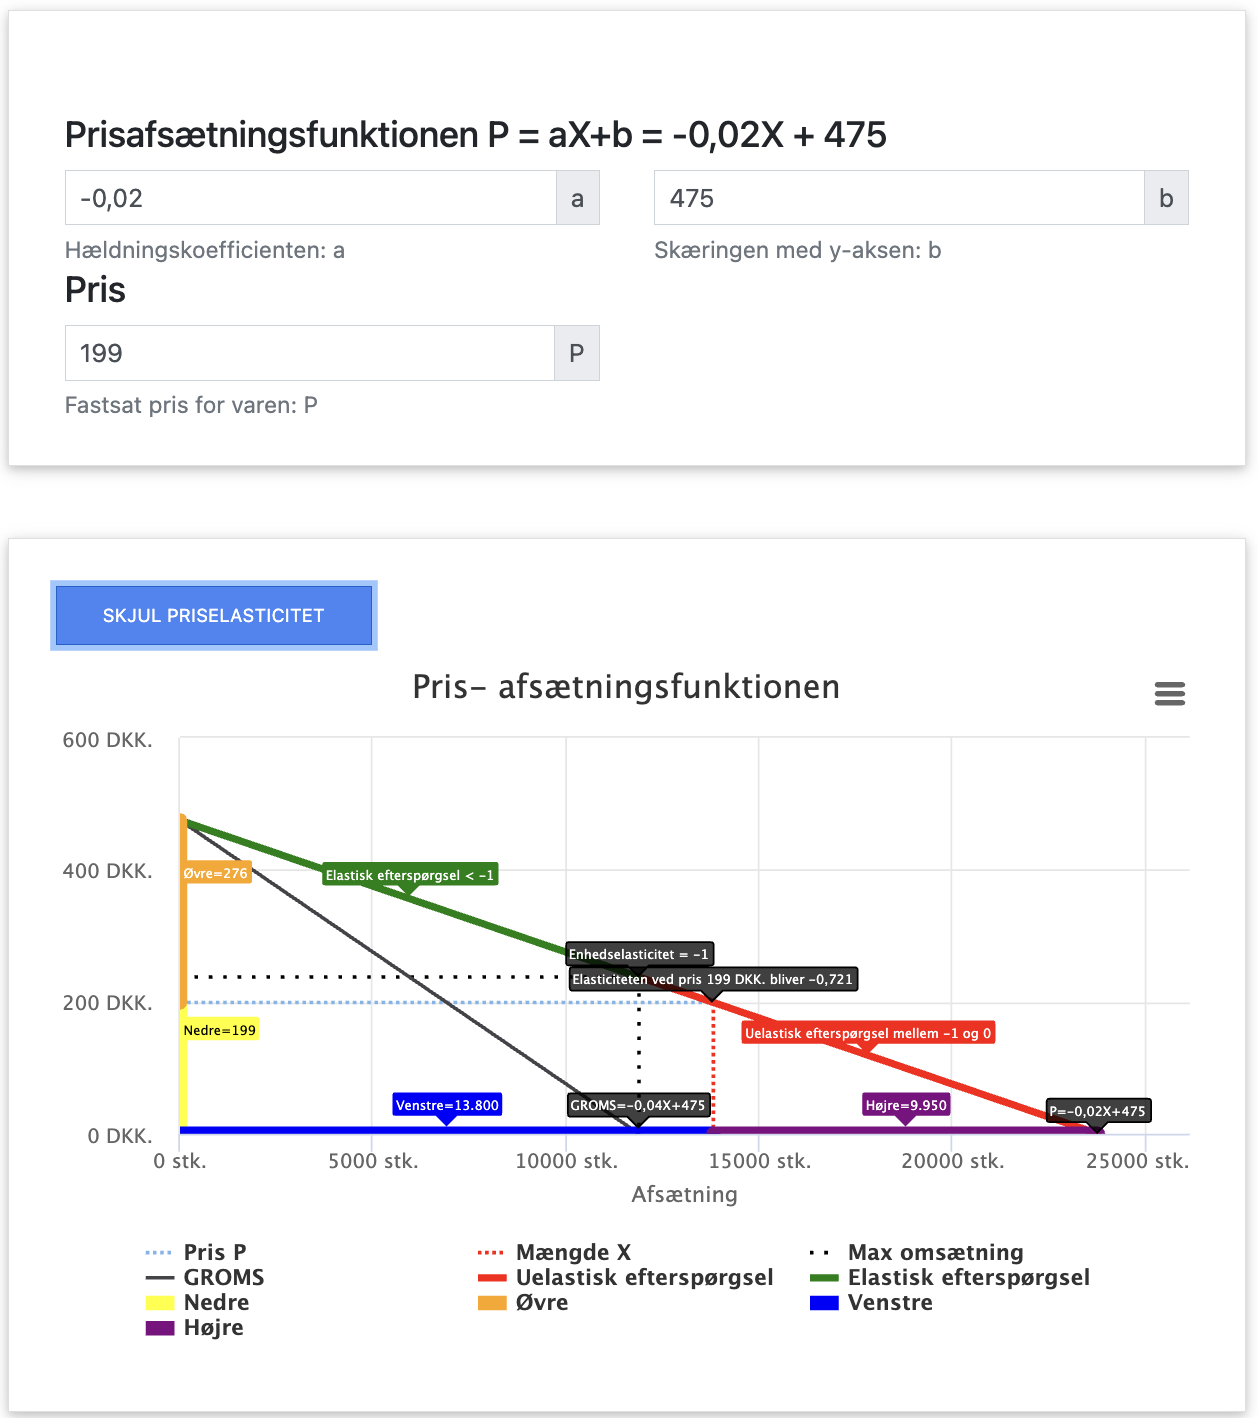 Prisafsætningsfunktionen P = aX+b = -0,02X + 475
-0,02 a 475 b
Hældningskoefficienten: a Skæringen med y-aksen: b
Pris
199 P
Fastsat pris for varen: P
SKJUL PRISELASTICITET
Pris- afsætningsfunktionen
600 DKK.
400 DKK.
200 DKK.
0 DKK.
Øvre=276
Elastisk efterspørgsel < -1
Enhedselasticitet = -1
Elasticiteten ved pris 199 DKK. bliver -0,721
Nedre=199
Uelastisk efterspørgsel mellem -1 og 0
Venstre=13.800
GROMS=-0,04X+475
Højre=9.950
P=-0,02X+475
0 stk. 5000 stk. 10000 stk. 15000 stk. 20000 stk. 25000 stk.
Afsætning
Pris P Mængde X Max omsætning
GROMS Uelastisk efterspørgsel Elastisk efterspørgsel
Nedre Øvre Venstre
Højre